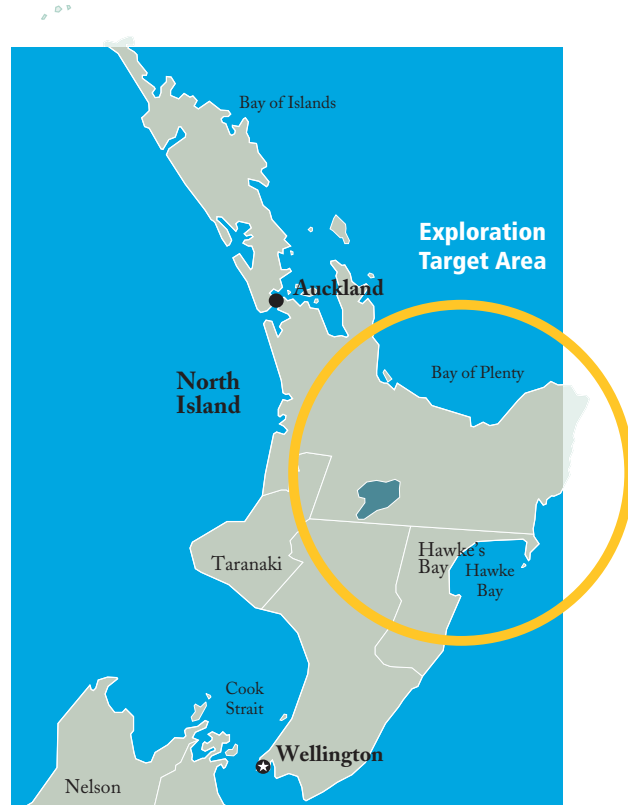 Bay of Islands
Exploration
Target Area
Auckland
Bay of Plenty
North
Island
Hawke's
Bay
Hawke
Bay
Taranaki
Cook
Strait
Wellington
Nelson